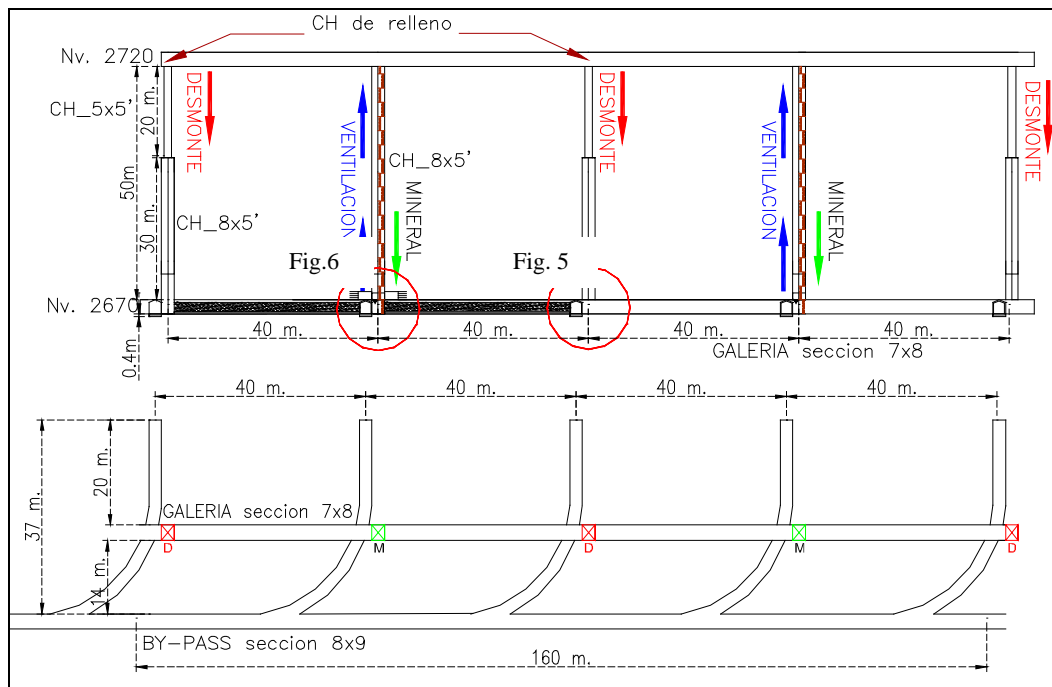 CH de relleno
Nv. 2720
DESMONTE
VENTILACION
DESMONTE
VENTILACION
DESMONTE
CH_5x5'
20 m.
50m
CH_8x5'
MINERAL
MINERAL
30 m.
CH_8x5'
Fig.6
Fig. 5
Nv. 2670
0.4m
40 m.
40 m.
40 m.
40 m.
GALERIA seccion 7x8
40 m.
40 m.
40 m.
40 m.
37 m.
20 m.
GALERIA seccion 7x8
D
M
D
M
D
14 m.
BY-PASS seccion 8x9
160 m.